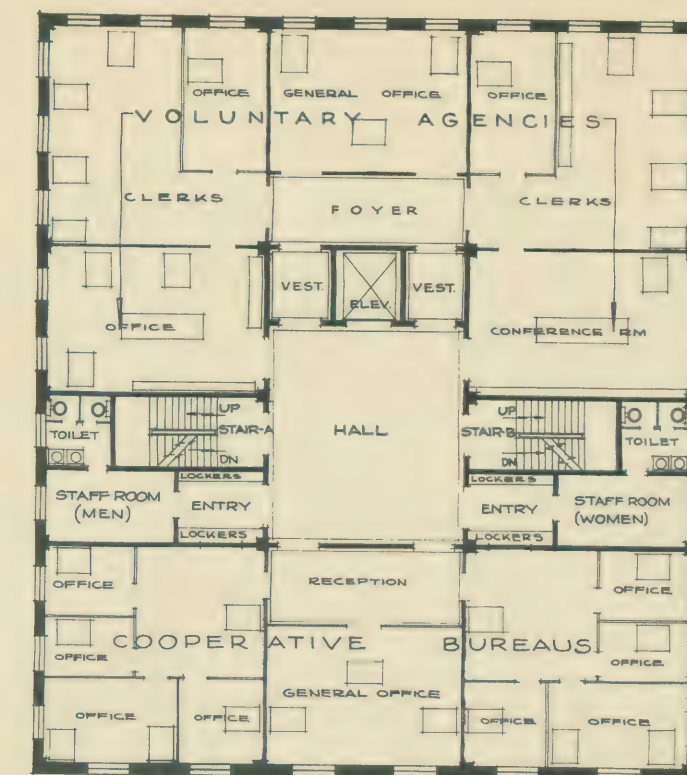 OFFICE
GENERAL OFFICE
OFFICE
VOLUNTARY AGENCIES
CLERKS
FOYER
CLERKS
VEST.
ELEV.
VEST.
OFFICE
CONFERENCE RM
UP
STAIR-A
DN
HALL
UP
STAIR-B
DN
TOILET
TOILET
STAFF ROOM
(MEN)
LOCKERS
ENTRY
LOCKERS
LOCKERS
ENTRY
LOCKERS
STAFF ROOM
(WOMEN)
OFFICE
RECEPTION
OFFICE
COOPERATIVE BUREAUS
OFFICE
OFFICE
GENERAL OFFICE
OFFICE
OFFICE
OFFICE
OFFICE